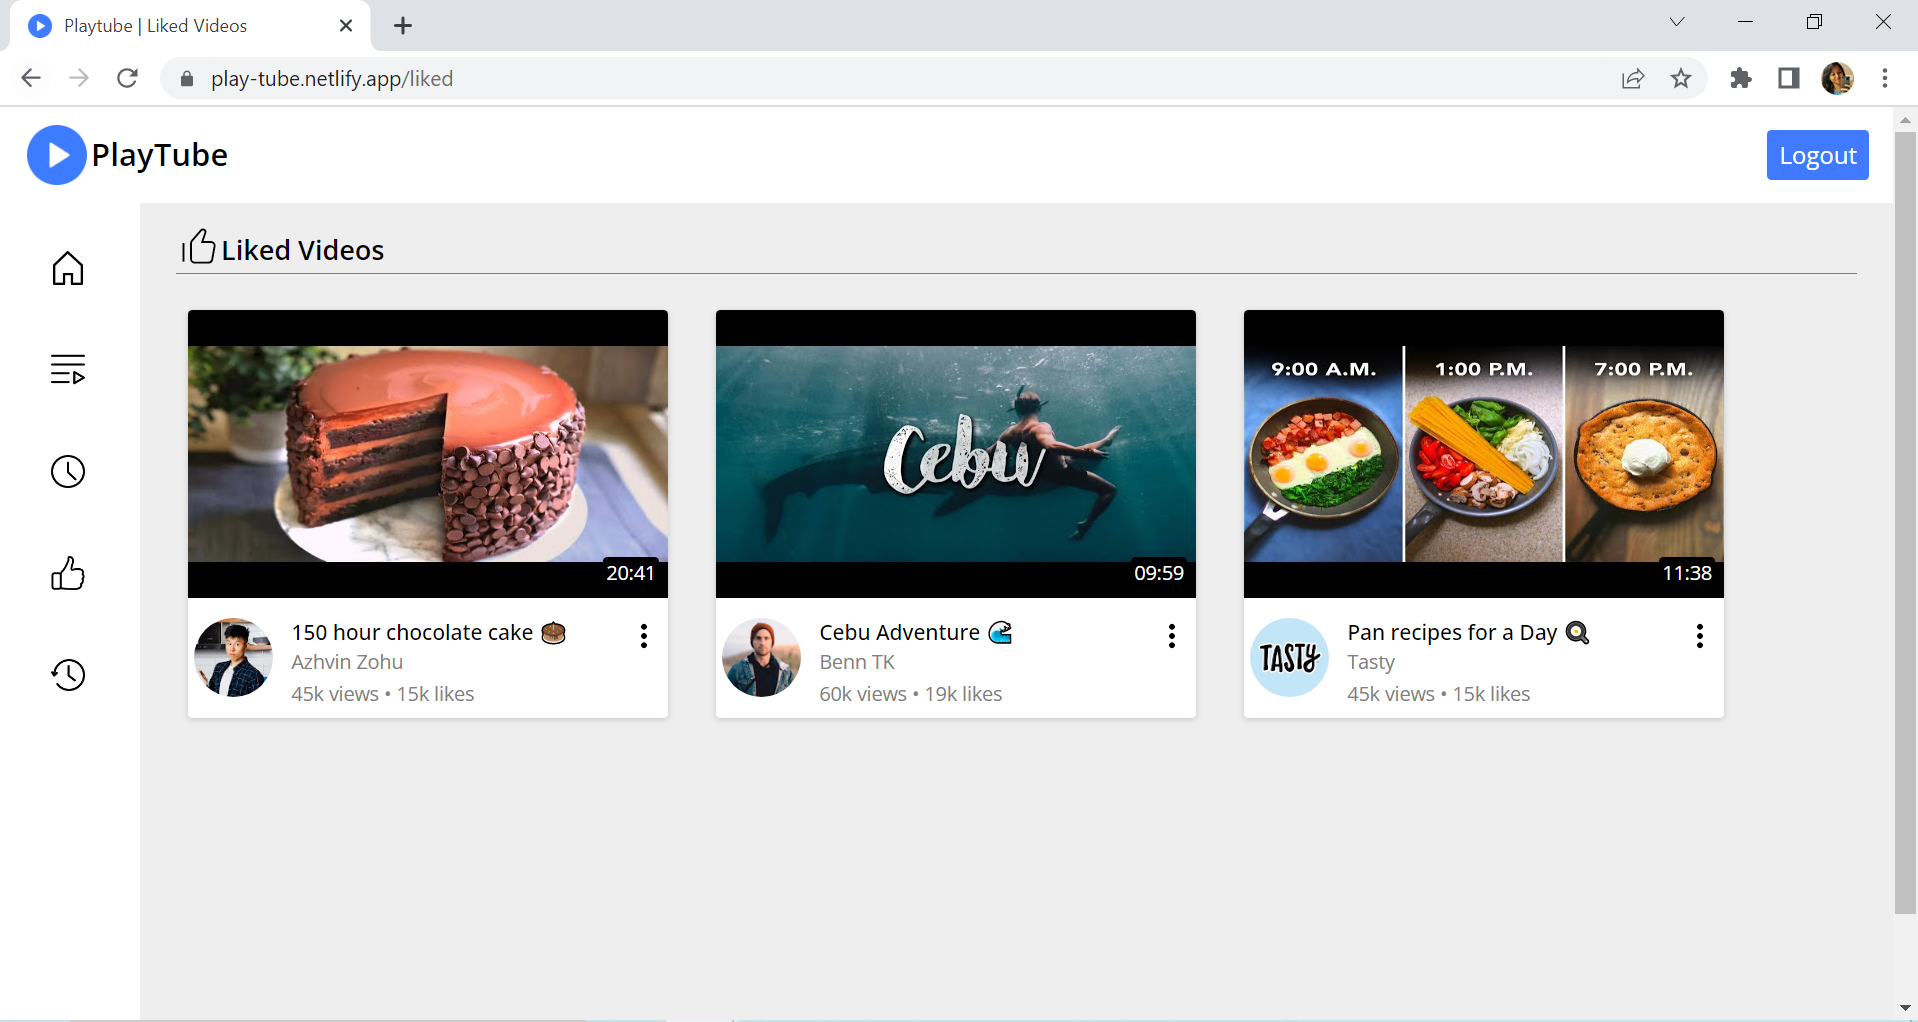 Playtube | Liked Videos
play-tube.netlify.app/liked
PlayTube
Logout
Liked Videos
20:41
150 hour chocolate cake
Azhvin Zohu
45k views • 15k likes
Cebu
09:59
Cebu Adventure
Benn TK
60k views • 19k likes
9:00 A.M.
1:00 P.M.
7:00 P.M.
11:38
TASTY
Pan recipes for a Day
Tasty
45k views • 15k likes